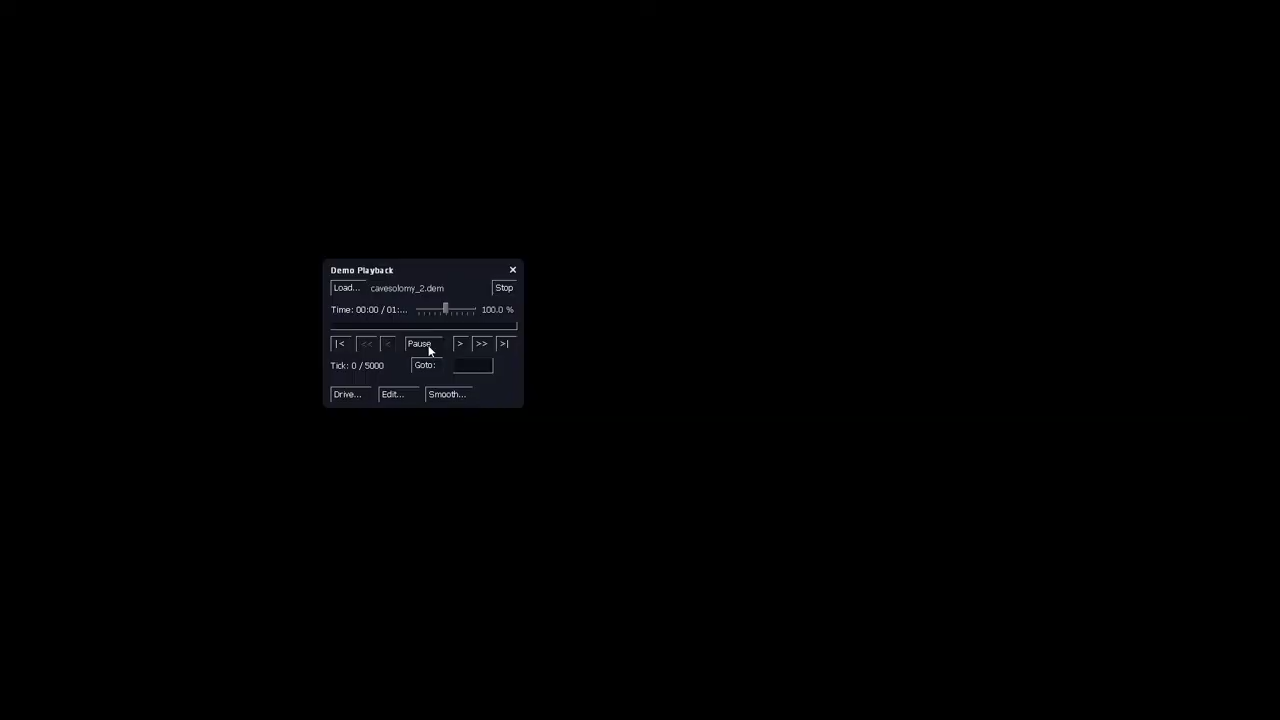 Demo Playback ×
Load... cavesolomy_2.dem Stop
Time: 00:00 / 01:... 100.0 %
|< << < Pause > >> >|
Tick: 0 / 5000 Goto:
Drive... Edit... Smooth...